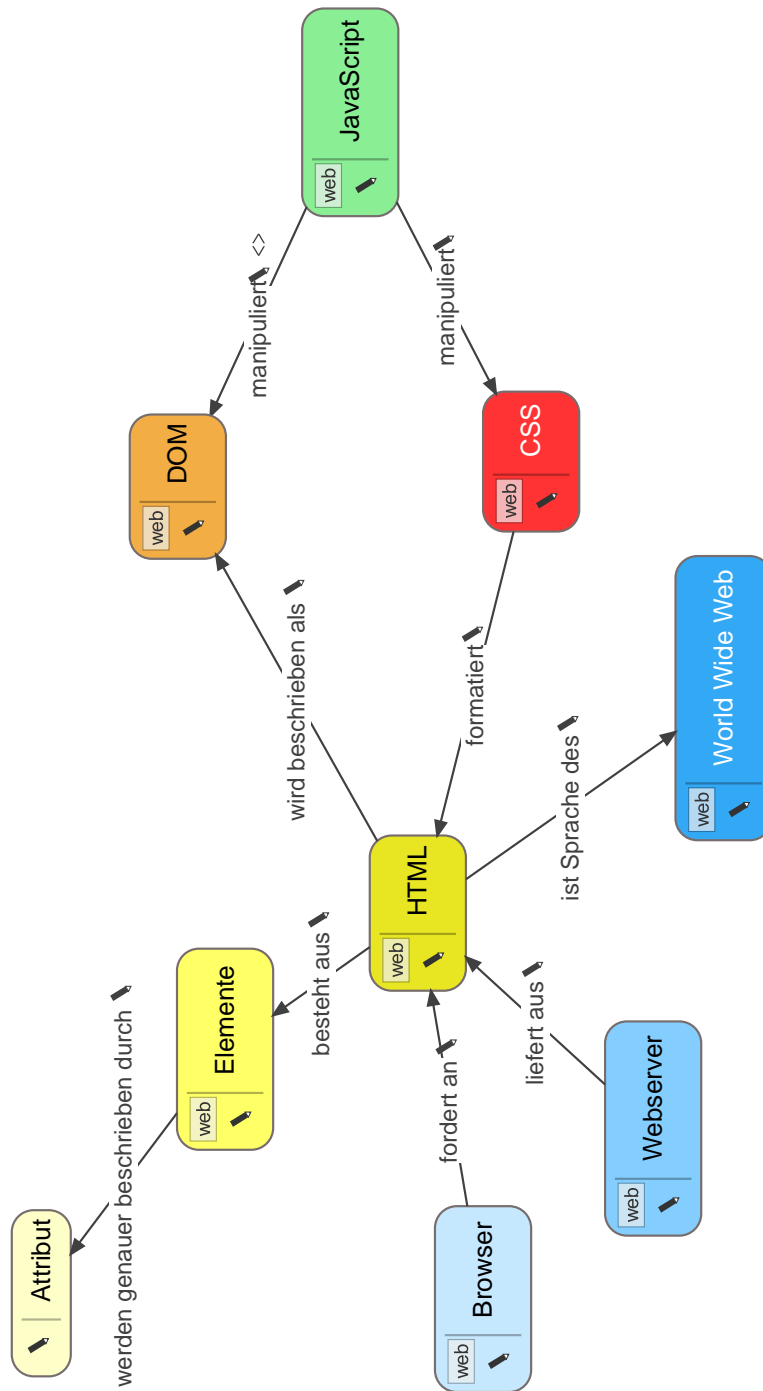 web
JavaScript
manipuliert <>
manipuliert
web
DOM
web
CSS
wird beschrieben als
formatiert
web
HTML
ist Sprache des
web
World Wide Web
besteht aus
web
Elemente
werden genauer beschrieben durch
Attribut
fordert an
web
Browser
liefert aus
web
Webserver